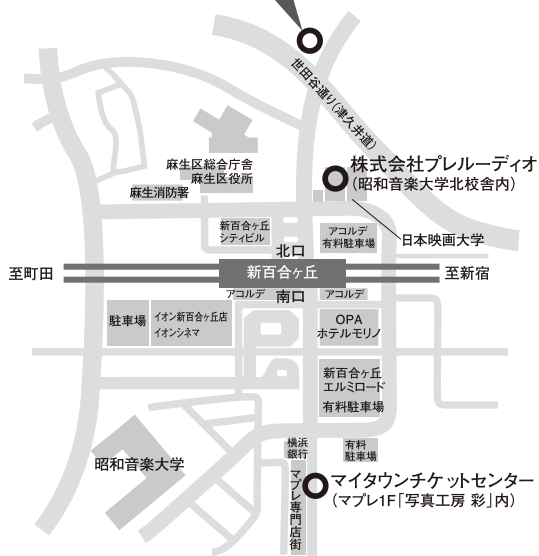 世田谷通り(津久井道)
株式会社プレルーディオ
(昭和音楽大学北校舎内)
麻生区総合庁舎
麻生区役所
麻生消防署
新百合ヶ丘
シティビル
アコルデ
有料駐車場
日本映画大学
北口
至町田
新百合ヶ丘
至新宿
アコルデ
南口
アコルデ
駐車場
イオン新百合ヶ丘店
イオンシネマ
OPA
ホテルモリノ
新百合ヶ丘
エルミロード
有料駐車場
横浜
銀行
有料
駐車場
昭和音楽大学
マプレ専門店街
マイタウンチケットセンター
(マプレ1F「写真工房 彩」内)